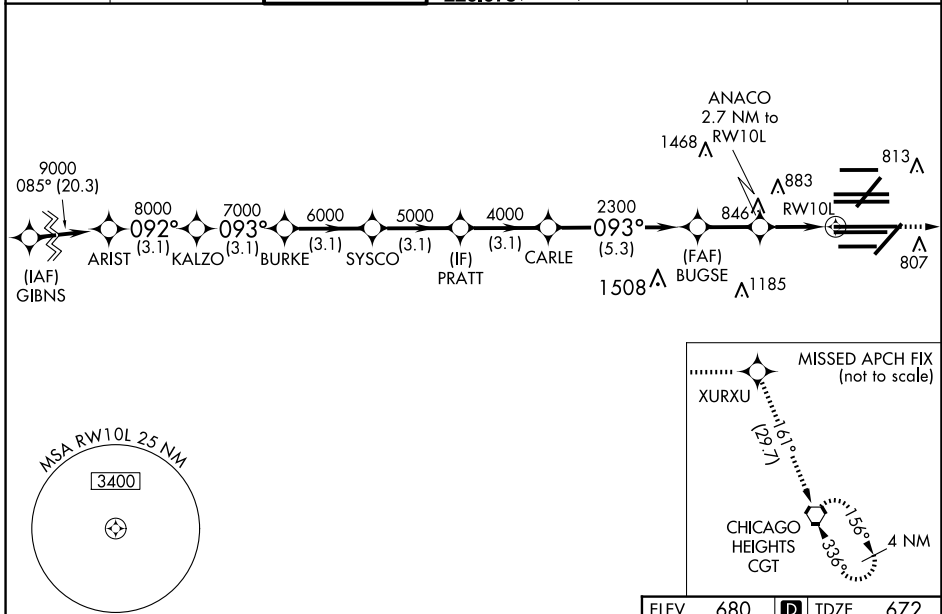 ANACO
2.7 NM to
RW10L
1468
813
883
9000
085° (20.3)
8000
7000
6000
5000
4000
2300
846
RW10L
092°
093°
093°
(3.1)
(3.1)
(3.1)
(3.1)
(3.1)
(5.3)
ARIST
KALZO
BURKE
SYSCO
(IF)
PRATT
CARLE
(FAF)
BUGSE
807
(IAF)
GIBNS
1508
1185
MISSED APCH FIX
(not to scale)
XURXU
161°
(29.7)
MSA RW10L 25 NM
3400
CHICAGO
HEIGHTS
CGT
156°
336°
4 NM
ELEV 680 D TDZE 672